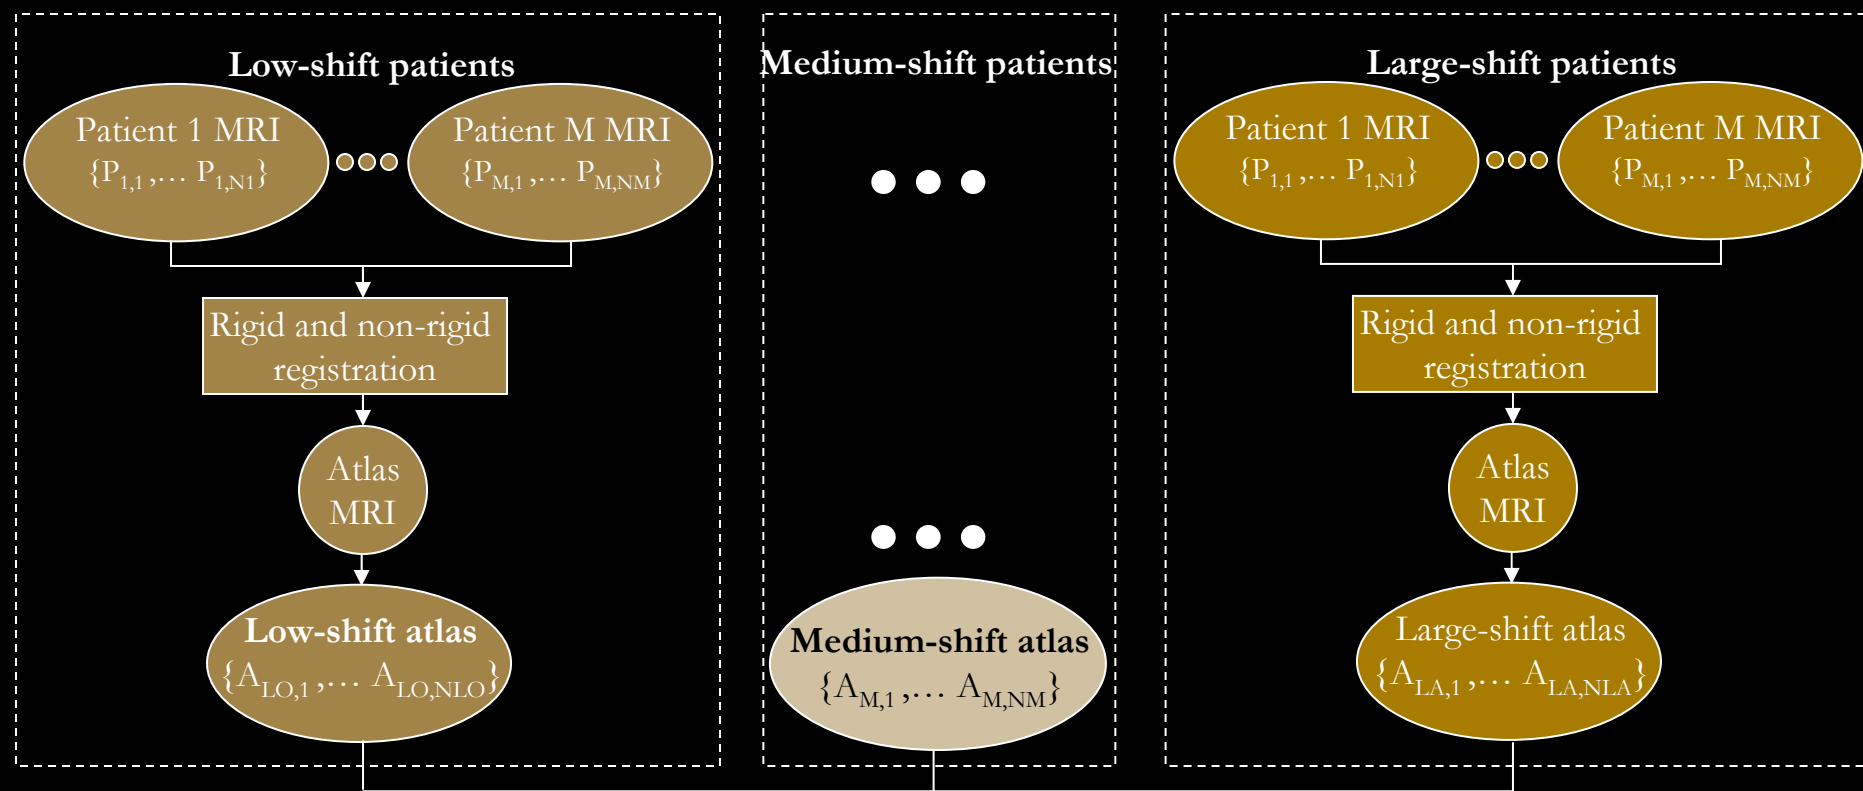 Low-shift patients
Patient 1 MRI
{P1,1 ,… P1,N1}
Patient M MRI
{PM,1 ,… PM,NM}
Rigid and non-rigid
registration
Atlas
MRI
Low-shift atlas
{ALO,1 ,… ALO,NLO}
Medium-shift patients
Medium-shift atlas
{AM,1 ,… AM,NM}
Large-shift patients
Patient 1 MRI
{P1,1 ,… P1,N1}
Patient M MRI
{PM,1 ,… PM,NM}
Rigid and non-rigid
registration
Atlas
MRI
Large-shift atlas
{ALA,1 ,… ALA,NLA}